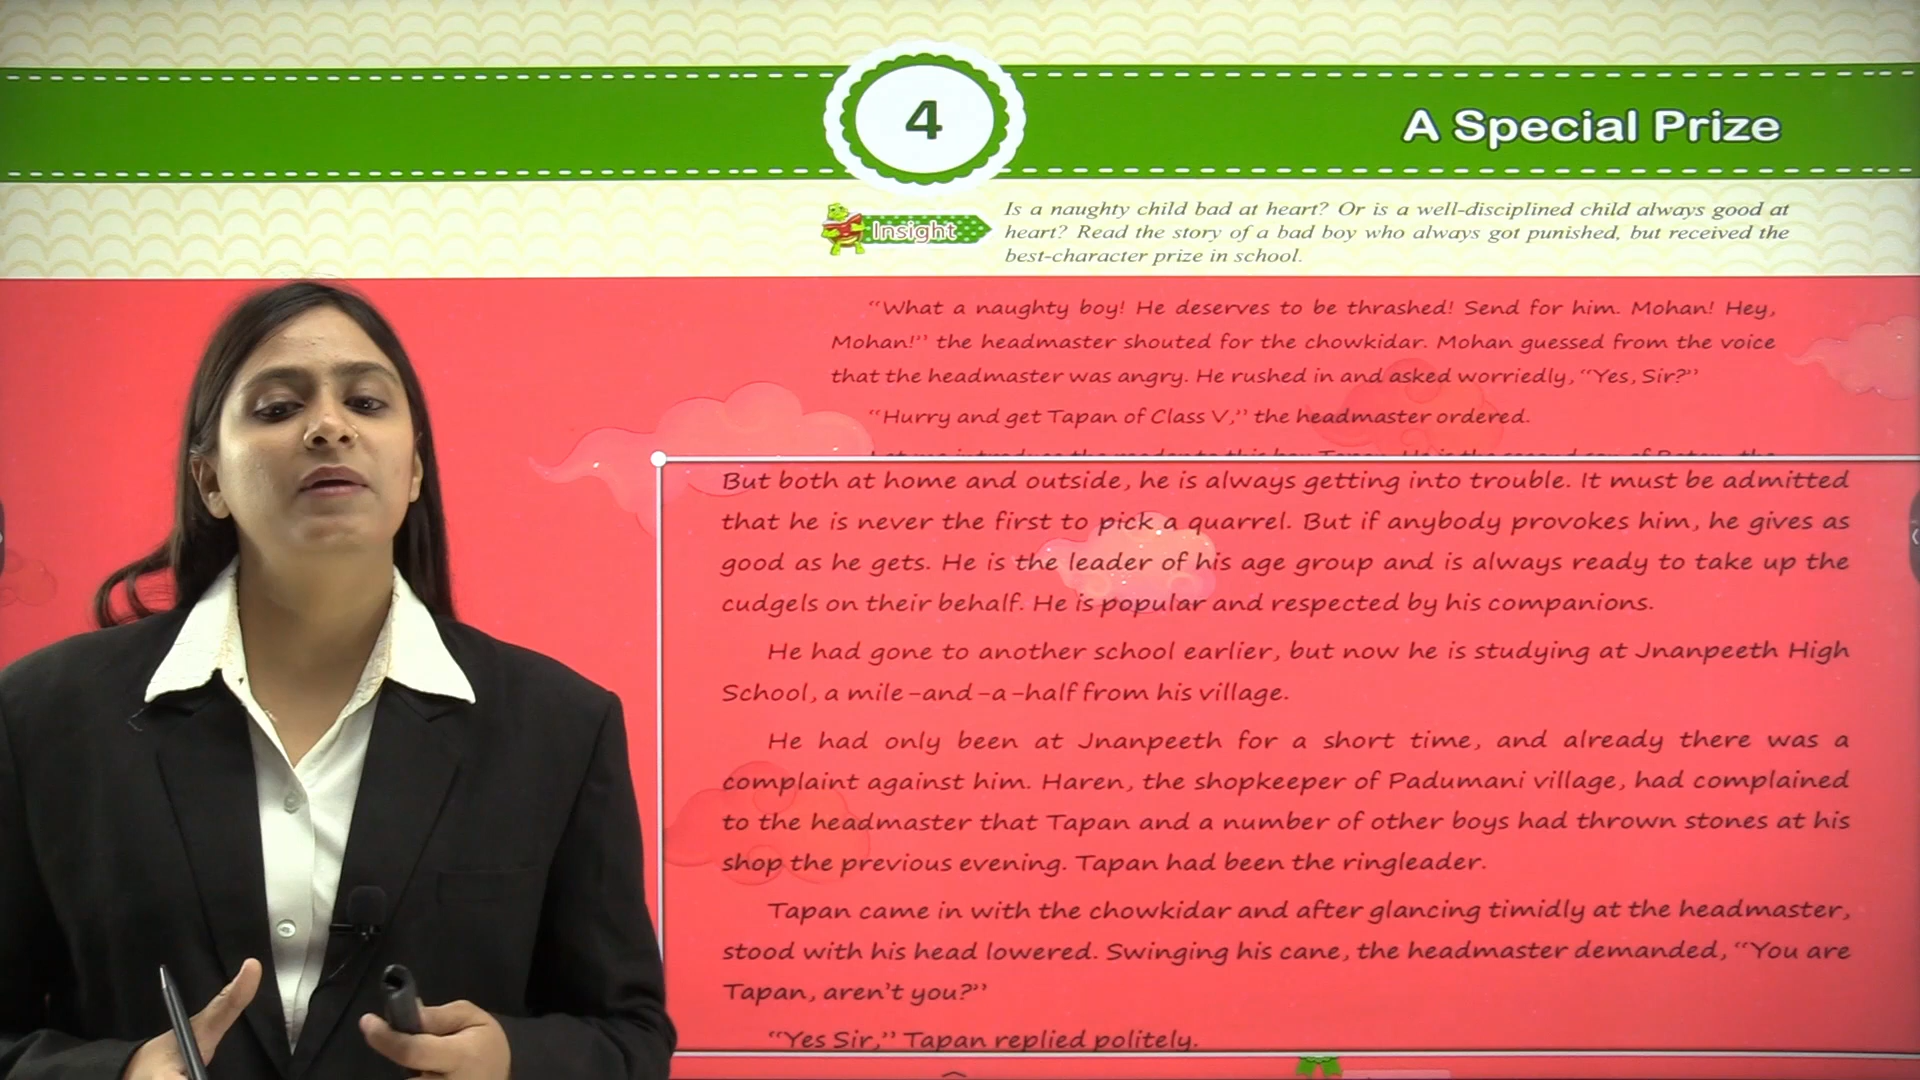 4
A Special Prize
Insight
Is a naughty child bad at heart? Or is a well-disciplined child always good at
heart? Read the story of a bad boy who always got punished, but received the
best-character prize in school.
“What a naughty boy! He deserves to be thrashed! Send for him. Mohan! Hey,
Mohan!” the headmaster shouted for the chowkidar. Mohan guessed from the voice
that the headmaster was angry. He rushed in and asked worriedly, “Yes, Sir?”
“Hurry and get Tapan of Class V,” the headmaster ordered.
But both at home and outside, he is always getting into trouble. It must be admitted
that he is never the first to pick a quarrel. But if anybody provokes him, he gives as
good as he gets. He is the leader of his age group and is always ready to take up the
cudgels on their behalf. He is popular and respected by his companions.
He had gone to another school earlier, but now he is studying at Jnanpeeth High
School, a mile-and-a-half from his village.
He had only been at Jnanpeeth for a short time, and already there was a
complaint against him. Haren, the shopkeeper of Padumani village, had complained
to the headmaster that Tapan and a number of other boys had thrown stones at his
shop the previous evening. Tapan had been the ringleader.
Tapan came in with the chowkidar and after glancing timidly at the headmaster,
stood with his head lowered. Swinging his cane, the headmaster demanded, “You are
Tapan, aren't you?”
“Yes Sir,” Tapan replied politely.